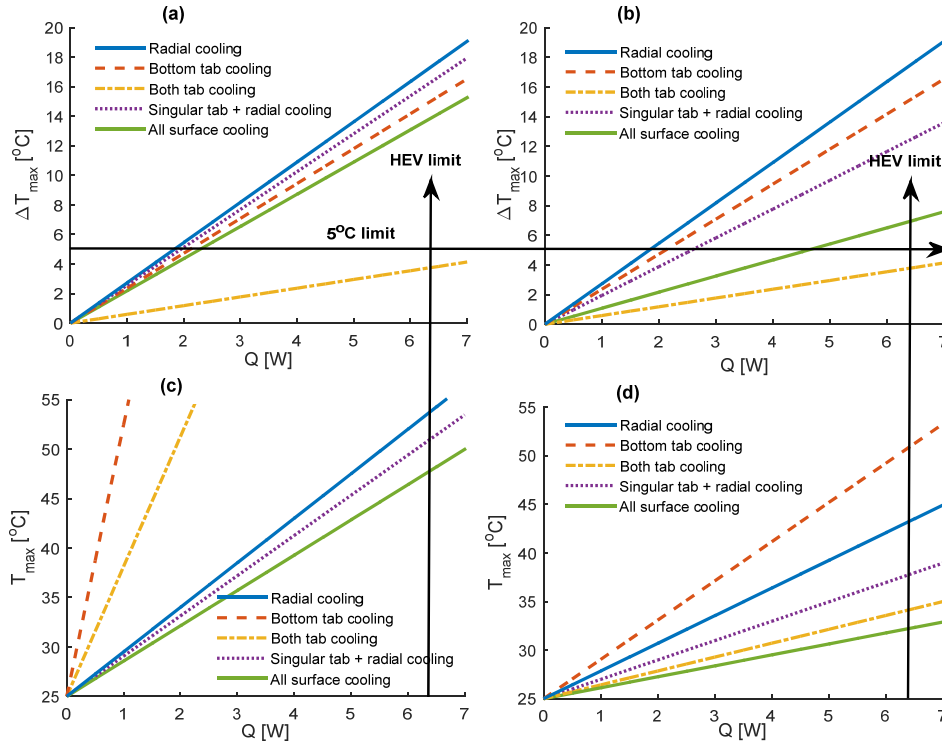 (a)
20
18
16
14
12
10
8
6
4
2
0
Δ T_max [°C]
Radial cooling
Bottom tab cooling
Both tab cooling
Singular tab + radial cooling
All surface cooling
HEV limit
5°C limit
0 1 2 3 4 5 6 7
Q [W]
(b)
20
18
16
14
12
10
8
6
4
2
0
Δ T_max [°C]
Radial cooling
Bottom tab cooling
Both tab cooling
Singular tab + radial cooling
All surface cooling
HEV limit
0 1 2 3 4 5 6 7
Q [W]
(c)
55
50
45
40
35
30
25
T_max [°C]
Radial cooling
Bottom tab cooling
Both tab cooling
Singular tab + radial cooling
All surface cooling
0 1 2 3 4 5 6 7
Q [W]
(d)
55
50
45
40
35
30
25
T_max [°C]
Radial cooling
Bottom tab cooling
Both tab cooling
Singular tab + radial cooling
All surface cooling
0 1 2 3 4 5 6 7
Q [W]